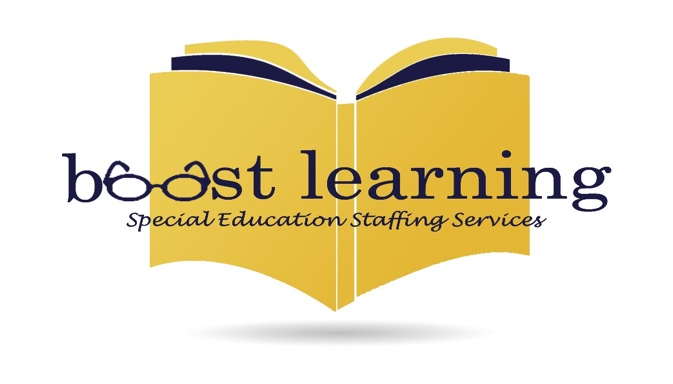 boost learning
Special Education Staffing Services